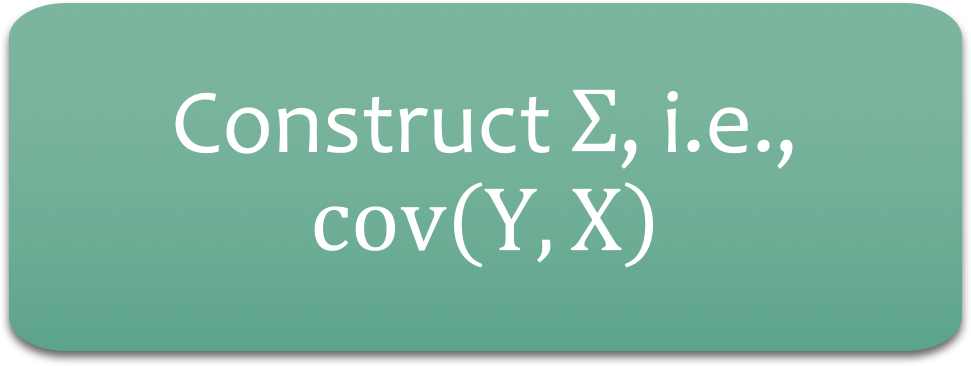 Construct Σ, i.e.,
cov(Y, X)